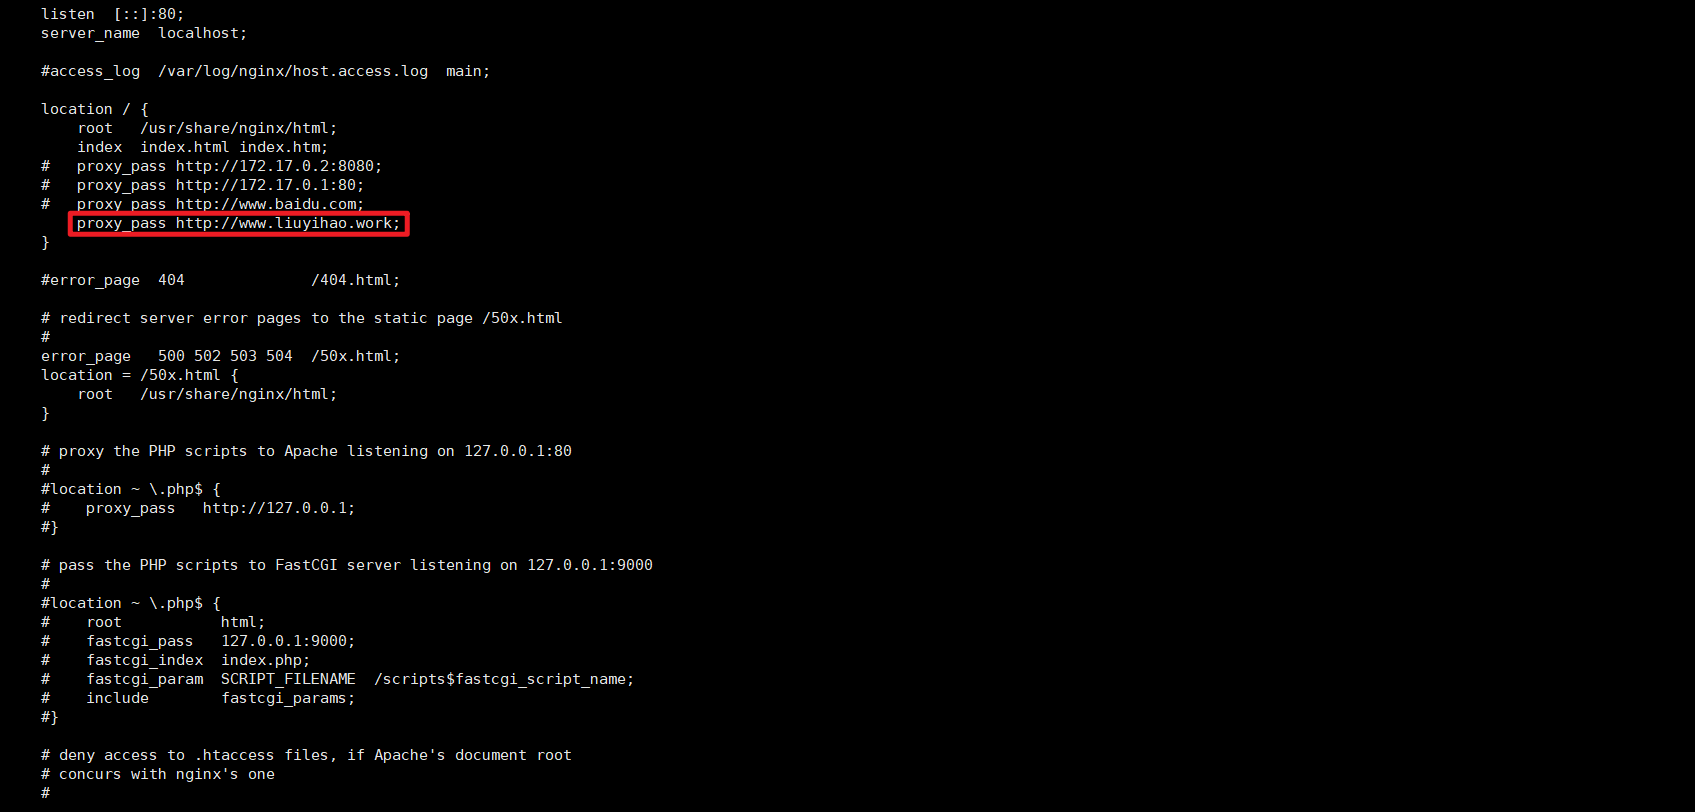 listen  [::]:80;
server_name  localhost;
#access_log  /var/log/nginx/host.access.log  main;
location / {
root   /usr/share/nginx/html;
index  index.html index.htm;
#   proxy_pass http://172.17.0.2:8080;
#   proxy_pass http://172.17.0.1:80;
#   proxy_pass http://www.baidu.com;
proxy_pass http://www.liuyihao.work;
}
#error_page  404              /404.html;
# redirect server error pages to the static page /50x.html
#
error_page   500 502 503 504  /50x.html;
location = /50x.html {
root   /usr/share/nginx/html;
}
# proxy the PHP scripts to Apache listening on 127.0.0.1:80
#
#location ~ \.php$ {
#    proxy_pass   http://127.0.0.1;
#}
# pass the PHP scripts to FastCGI server listening on 127.0.0.1:9000
#
#location ~ \.php$ {
#    root           html;
#    fastcgi_pass   127.0.0.1:9000;
#    fastcgi_index  index.php;
#    fastcgi_param  SCRIPT_FILENAME  /scripts$fastcgi_script_name;
#    include        fastcgi_params;
#}
# deny access to .htaccess files, if Apache's document root
# concurs with nginx's one
#